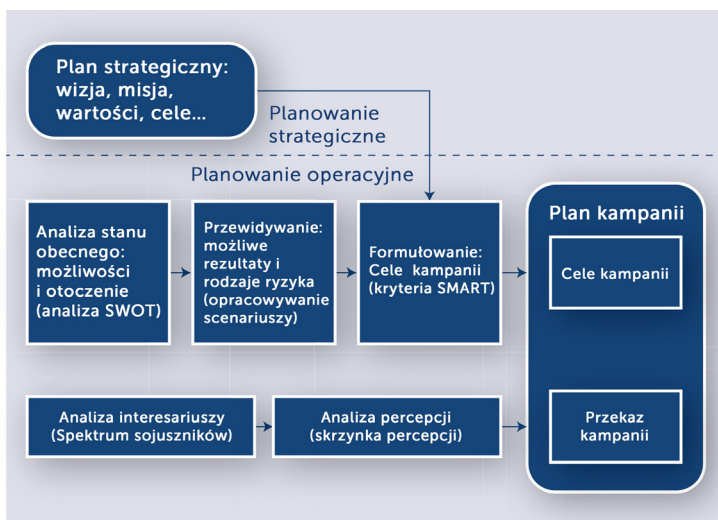 Plan strategiczny:
wizja, misja,
wartości, cele...
Planowanie
strategiczne
Planowanie operacyjne
Analiza stanu
obecnego:
możliwości
i otoczenie
(analiza SWOT)
Przewidywanie:
możliwe
rezultaty i
rodzaje ryzyka
(opracowywanie
scenariuszy)
Formułowanie:
Cele kampanii
(kryteria SMART)
Plan kampanii
Cele kampanii
Analiza interesariuszy
(Spektrum sojuszników)
Analiza percepcji
(skrzynka percepcji)
Przekaz
kampanii